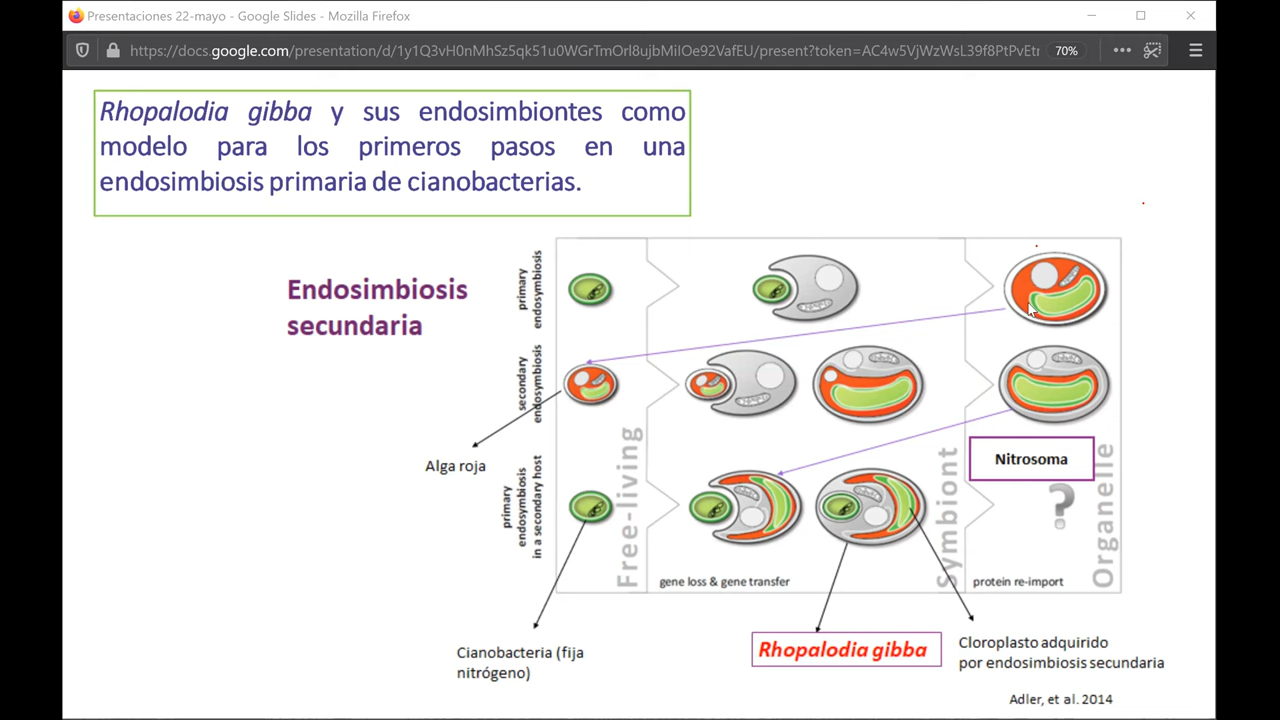 Presentaciones 22-mayo - Google Slides - Mozilla Firefox
https://docs.google.com/presentation/d/1y1Q3vH0nMhSz5qk51u0WGrTmOrl8ujbMiIOe92VafEU/present?token=AC4w5VjWzWsL39f8PtPvEtr
70%
Rhopalodia gibba y sus endosimbiontes como
modelo para los primeros pasos en una
endosimbiosis primaria de cianobacterias.
Endosimbiosis
secundaria
primary
endosymbiosis
secondary
endosymbiosis
primary
endosymbiosis
in a secondary host
Alga roja
Free-living
Symbiont
Organelle
Nitrosoma
?
gene loss & gene transfer
protein re-import
Cianobacteria (fija
nitrógeno)
Rhopalodia gibba
Cloroplasto adquirido
por endosimbiosis secundaria
Adler, et al. 2014